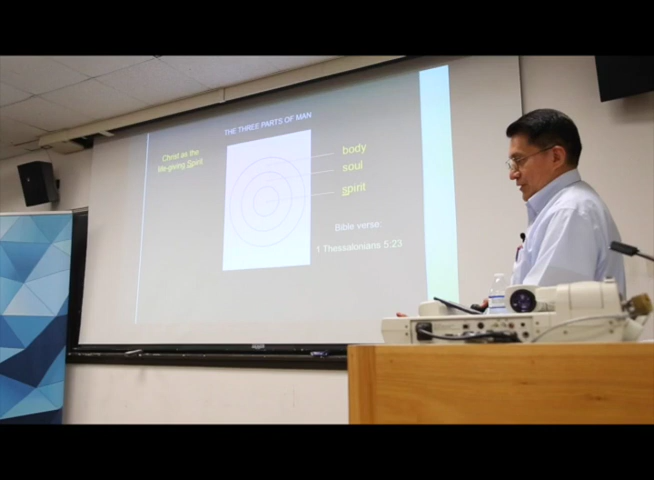 THE THREE PARTS OF MAN
Christ as the
life-giving Spirit
body
soul
spirit
Bible verse:
1 Thessalonians 5:23